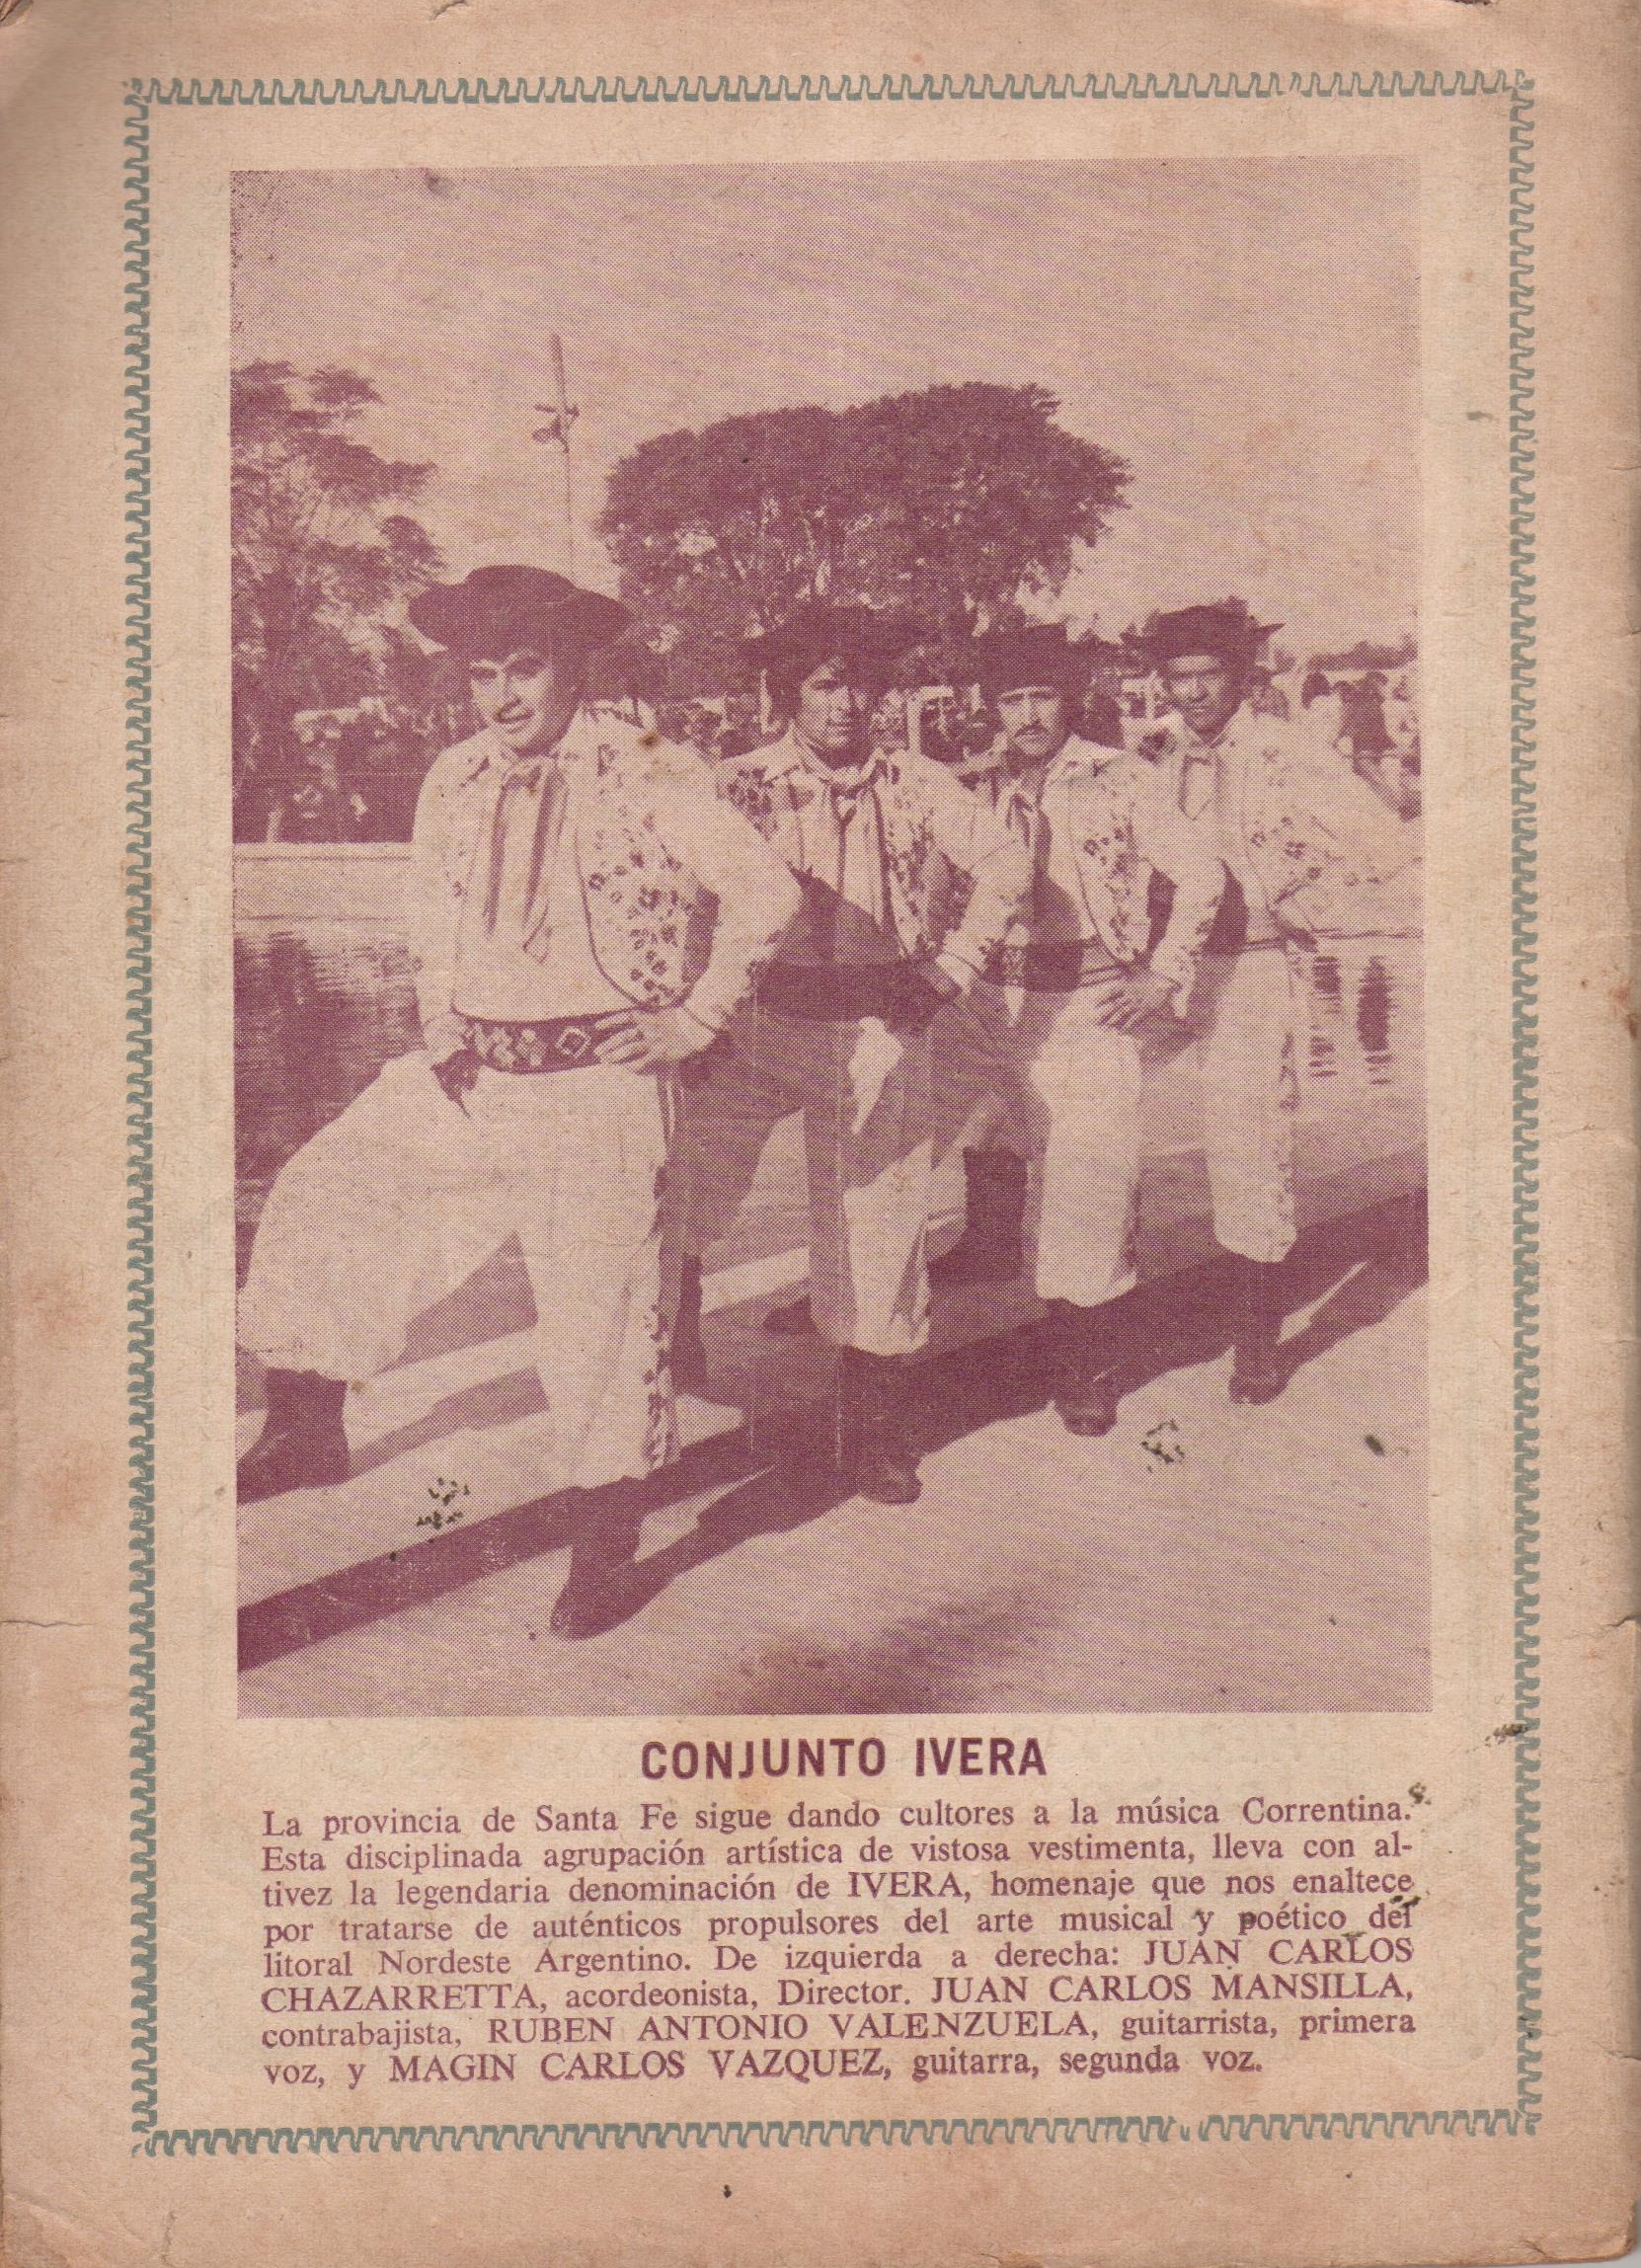 CONJUNTO IVERA
La provincia de Santa Fe sigue dando cultores a la música Correntina.
Esta disciplinada agrupación artística de vistosa vestimenta, lleva con al-
tivez la legendaria denominación de IVERA, homenaje que nos enaltece
por tratarse de auténticos propulsores del arte musical y poético del
litoral Nordeste Argentino. De izquierda a derecha: JUAN CARLOS
CHAZARRETTA, acordeonista, Director. JUAN CARLOS MANSILLA,
contrabajista, RUBEN ANTONIO VALENZUELA, guitarrista, primera
voz, y MAGIN CARLOS VAZQUEZ, guitarra, segunda voz.